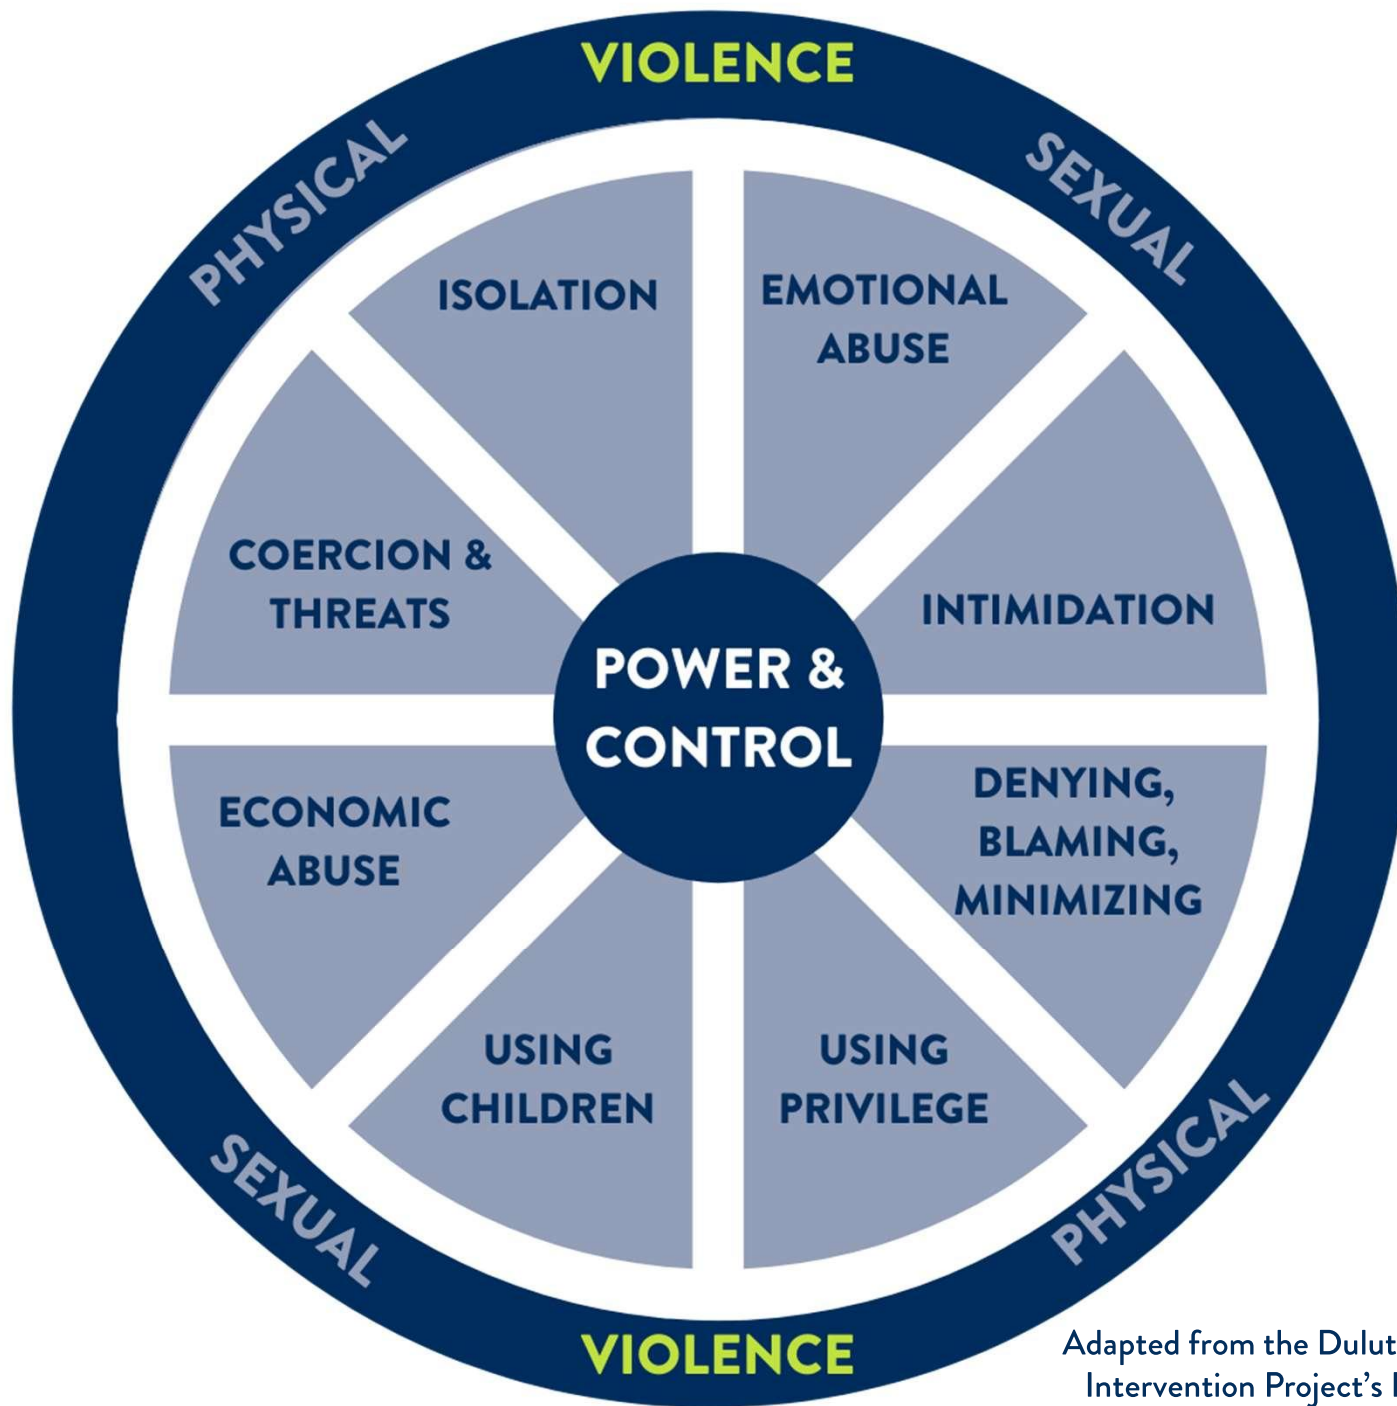 VIOLENCE
PHYSICAL
SEXUAL
ISOLATION
EMOTIONAL
ABUSE
COERCION &
THREATS
INTIMIDATION
POWER &
CONTROL
ECONOMIC
ABUSE
DENYING,
BLAMING,
MINIMIZING
USING
CHILDREN
USING
PRIVILEGE
SEXUAL
PHYSICAL
VIOLENCE
Adapted from the
Intervention Project's